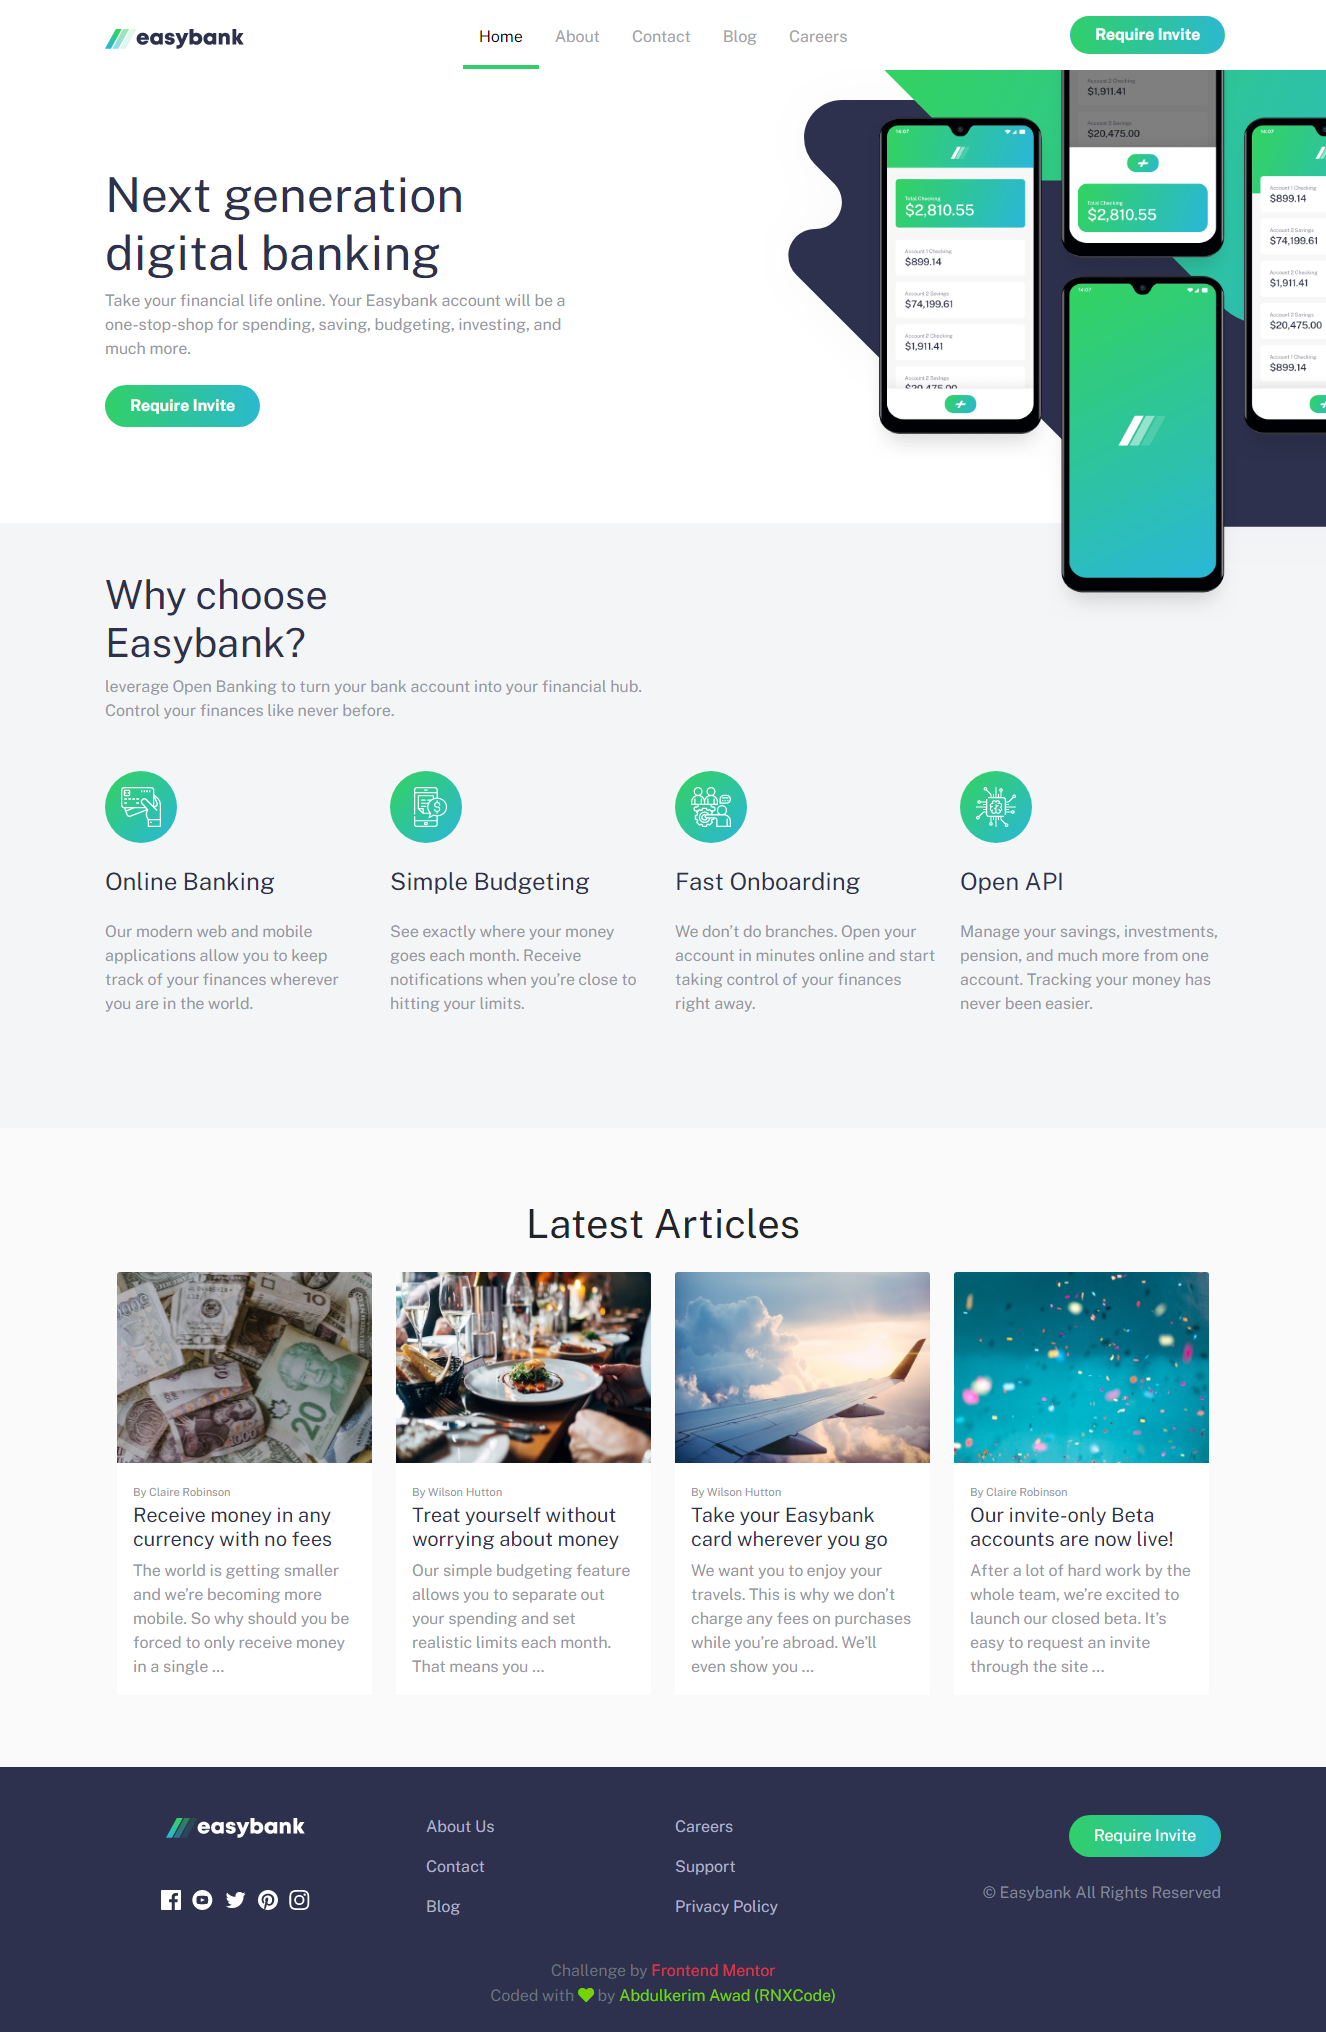 easybank
Home
About
Contact
Blog
Careers
Require Invite
Next generation
digital banking
Take your financial life online. Your Easybank account will be a
one-stop-shop for spending, saving, budgeting, investing, and
much more.
Require Invite
14:07
Total Checking
$2,810.55
Account 1 Checking
$899.14
Account 2 Savings
$74,199.61
Account 2 Checking
$1,911.41
Account 2 Savings
$20,475.00
Account 2 Checking
$1,911.41
Account 2 Savings
$20,475.00
Total Checking
$2,810.55
14:07
14:07
Account 1 Checking
$899.14
Account 2 Savings
$74,199.61
Account 2 Checking
$1,911.41
Account 2 Savings
$20,475.00
Account 1 Checking
$899.14
Why choose
Easybank?
leverage Open Banking to turn your bank account into your financial hub.
Control your finances like never before.
Online Banking
Our modern web and mobile
applications allow you to keep
track of your finances wherever
you are in the world.
Simple Budgeting
See exactly where your money
goes each month. Receive
notifications when you’re close to
hitting your limits.
Fast Onboarding
We don’t do branches. Open your
account in minutes online and start
taking control of your finances
right away.
Open API
Manage your savings, investments,
pension, and much more from one
account. Tracking your money has
never been easier.
Latest Articles
10
20
By Claire Robinson
Receive money in any
currency with no fees
The world is getting smaller
and we’re becoming more
mobile. So why should you be
forced to only receive money
in a single …
By Wilson Hutton
Treat yourself without
worrying about money
Our simple budgeting feature
allows you to separate out
your spending and set
realistic limits each month.
That means you …
By Wilson Hutton
Take your Easybank
card wherever you go
We want you to enjoy your
travels. This is why we don’t
charge any fees on purchases
while you’re abroad. We’ll
even show you …
By Claire Robinson
Our invite-only Beta
accounts are now live!
After a lot of hard work by the
whole team, we’re excited to
launch our closed beta. It’s
easy to request an invite
through the site …
easybank
About Us
Contact
Blog
Careers
Support
Privacy Policy
Require Invite
© Easybank All Rights Reserved
Challenge by Frontend Mentor
Coded with by Abdulkerim Awad (RNXCode)